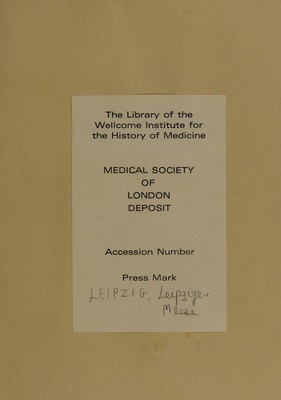 The Library of the
Wellcome Institute for
the History of Medicine
MEDICAL SOCIETY
OF
LONDON
DEPOSIT
Accession Number
Press Mark
LEIPZIG, Leipziger
Messe